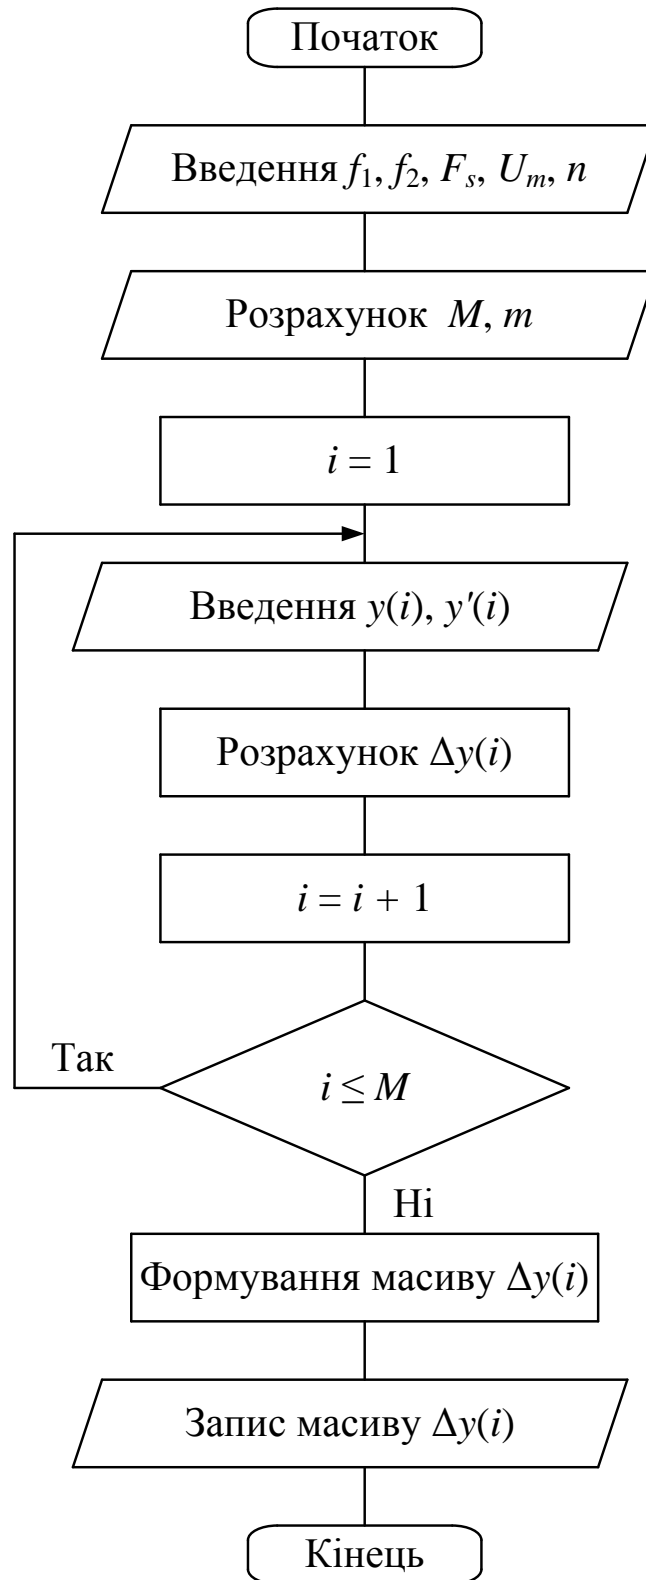 Початок
Введення f₁, f₂, Fₛ, Uₘ, n
Розрахунок M, m
i = 1
Введення y(i), y'(i)
Розрахунок Δy(i)
i = i + 1
Так
i ≤ M
Ні
Формування масиву Δy(i)
Запис масиву Δy(i)
Кінець